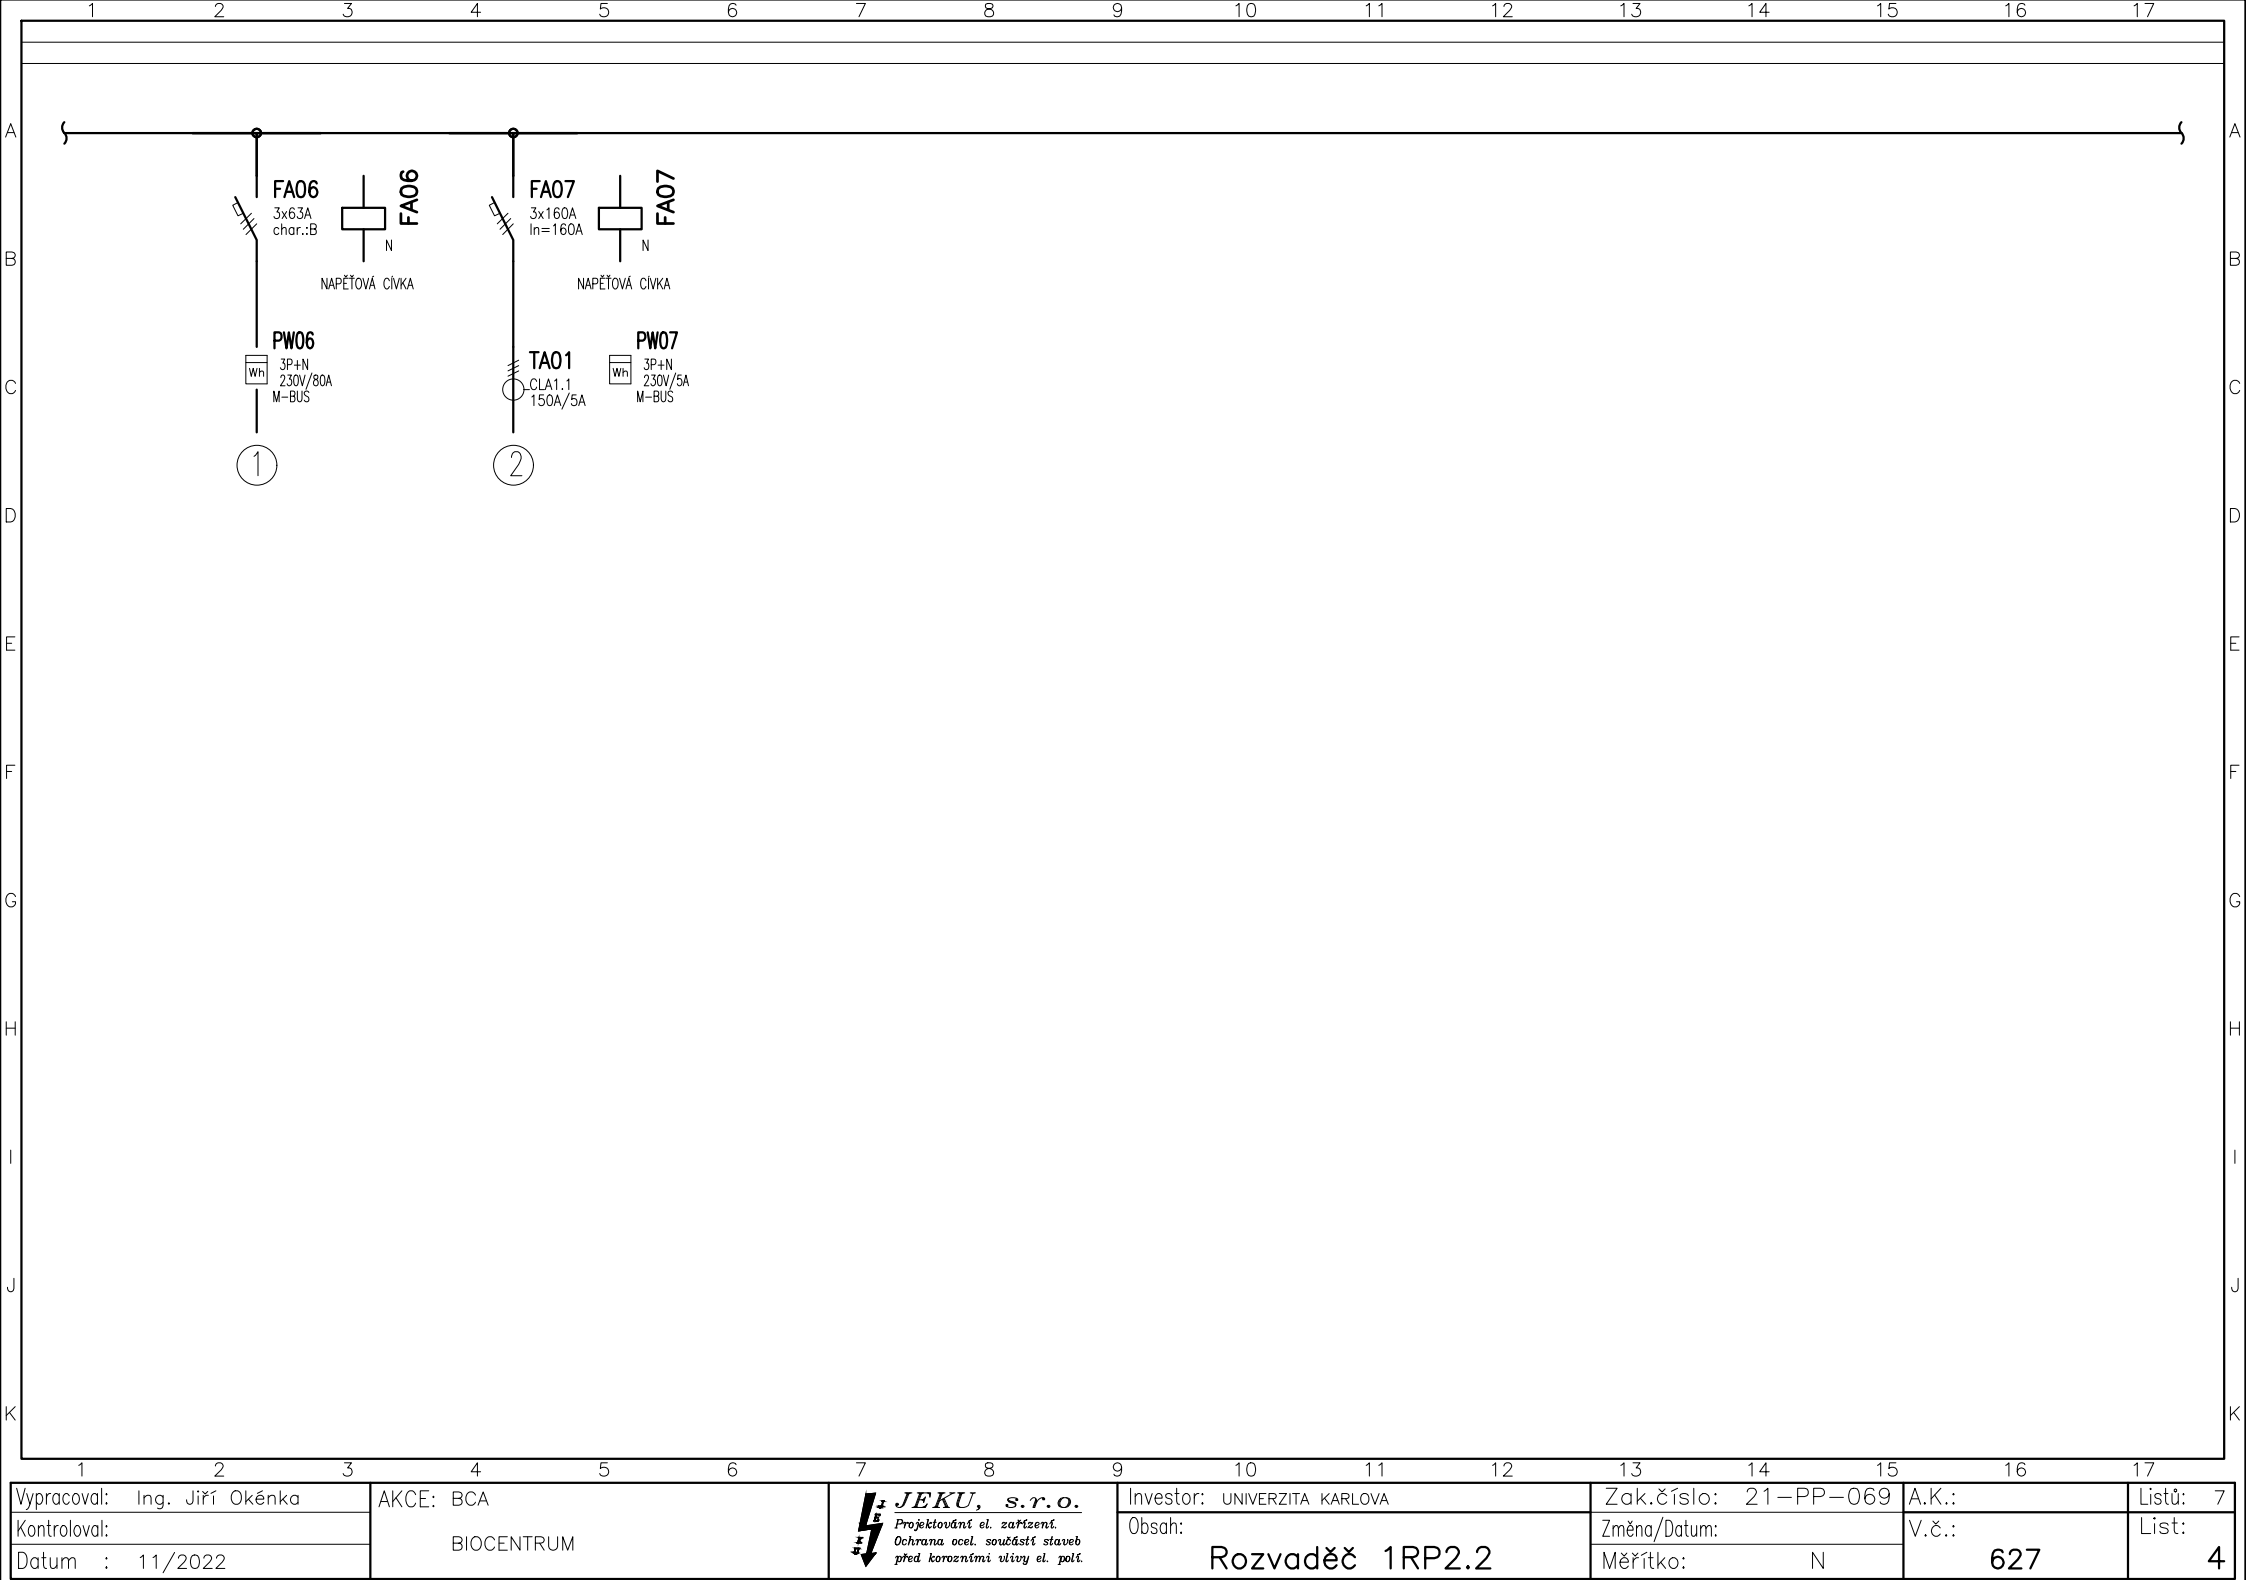 1 2 3 4 5 6 7 8 9 10 11 12 13 14 15 16 17
A A
FA06
3x63A
char.:B
FA06
N
NAPĚŤOVÁ CÍVKA
FA07
3x160A
In=160A
FA07
N
NAPĚŤOVÁ CÍVKA
B B
PW06
Wh
3P+N
230V/80A
M-BUS
TA01
CLA1.1
150A/5A
PW07
Wh
3P+N
230V/5A
M-BUS
C C
1 2
D D
E E
F F
G G
H H
I I
J J
K K
1 2 3 4 5 6 7 8 9 10 11 12 13 14 15 16 17
Vypracoval: Ing. Jiří Okénka
Kontroloval:
Datum : 11/2022
AKCE: BCA
BIOCENTRUM
JEKU, s.r.o.
Projektování el. zařízení.
Ochrana ocel. součástí staveb
před korozními vlivy el. polí.
Investor: UNIVERZITA KARLOVA
Obsah:
Rozvaděč 1RP2.2
Zak.číslo: 21-PP-069
Změna/Datum:
Měřítko: N
A.K.:
V.č.:
627
Listů: 7
List:
4